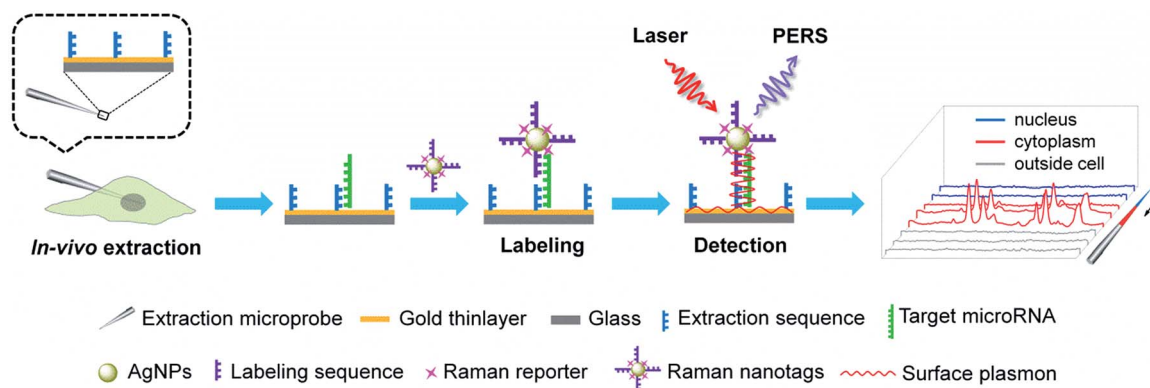 Laser
PERS
nucleus
cytoplasm
outside cell
In-vivo extraction
Labeling
Detection
Extraction microprobe
Gold thinlayer
Glass
Extraction sequence
Target microRNA
AgNPs
Labeling sequence
Raman reporter
Raman nanotags
Surface plasmon